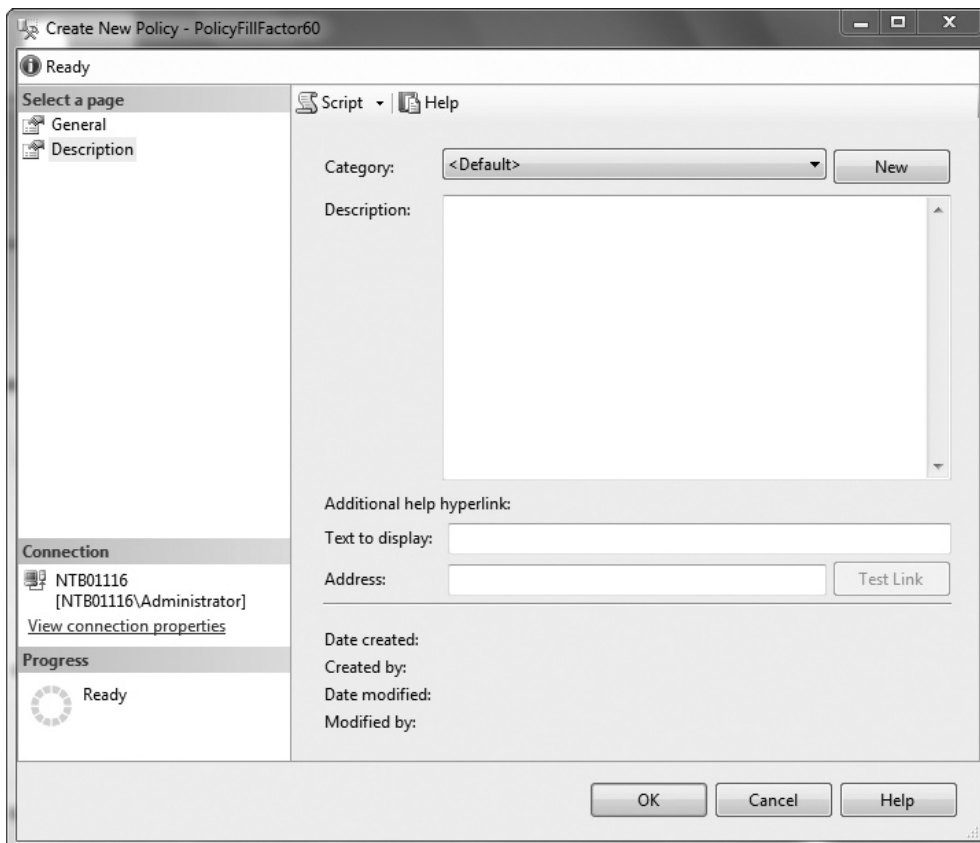 Create New Policy - PolicyFillFactor60
Ready
Select a page
General
Description
Script
Help
Category:
<Default>
New
Description:
Additional help hyperlink:
Text to display:
Address:
Test Link
Date created:
Created by:
Date modified:
Modified by:
Connection
NTB01116
[NTB01116\Administrator]
View connection properties
Progress
Ready
OK
Cancel
Help